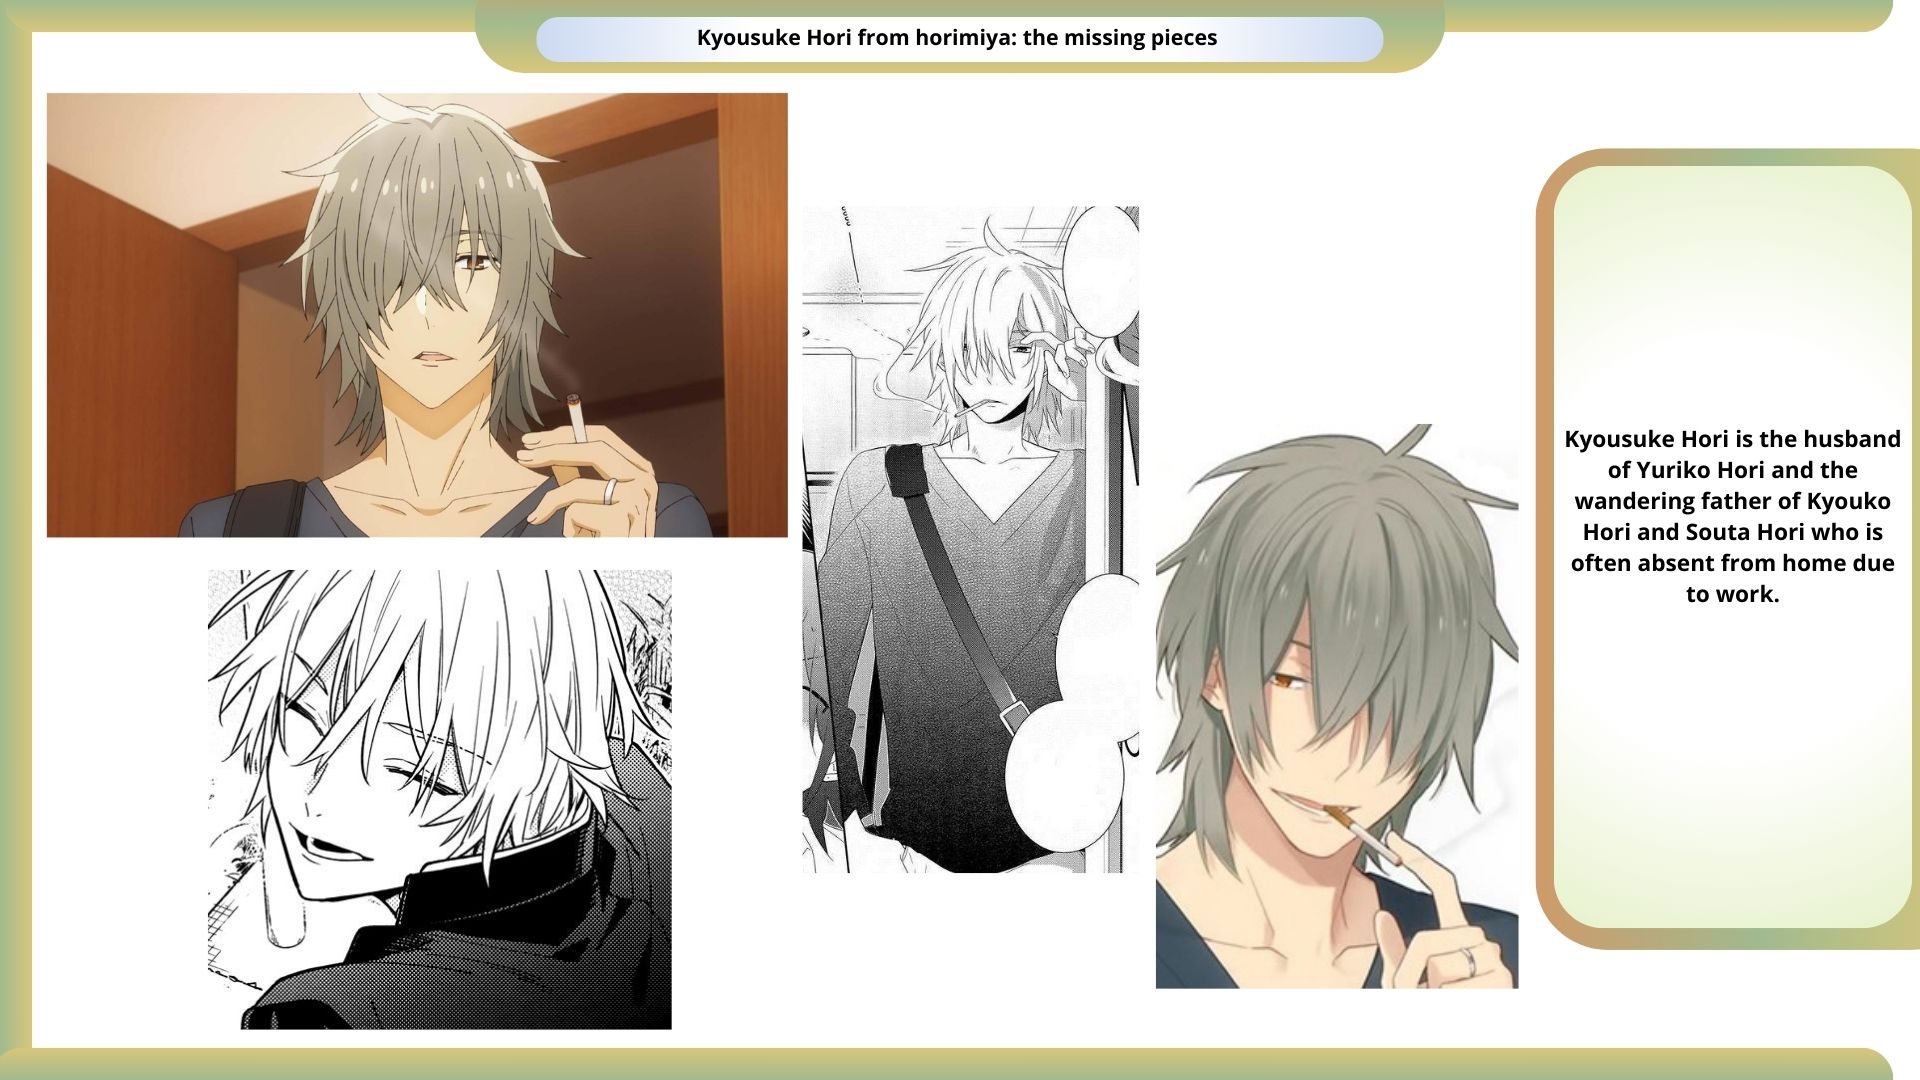 Kyousuke Hori from horimiya: the missing pieces
Kyousuke Hori is the husband
of Yuriko Hori and the
wandering father of Kyouko
Hori and Souta Hori who is
often absent from home due
to work.